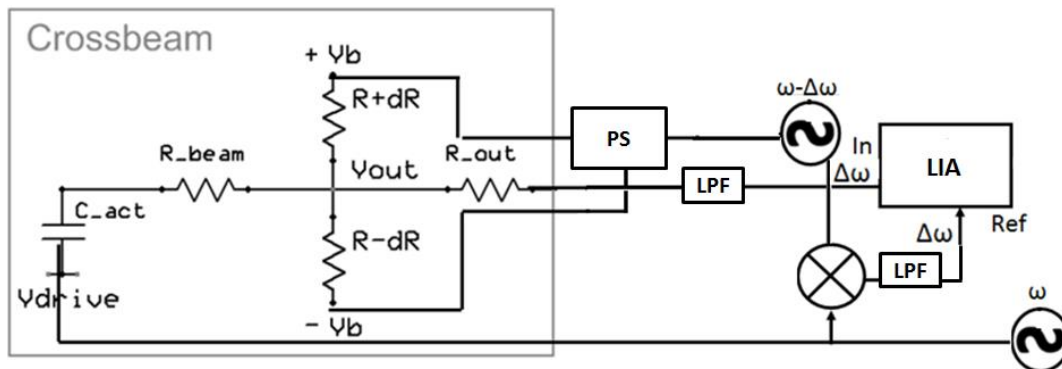 Crossbeam
+ Vb
R+dR
R_beam
Vout
R_out
C_act
R-dR
Vdrive
- Vb
PS
ω-Δω
LPF
In
Δω
LIA
Ref
Δω
LPF
ω